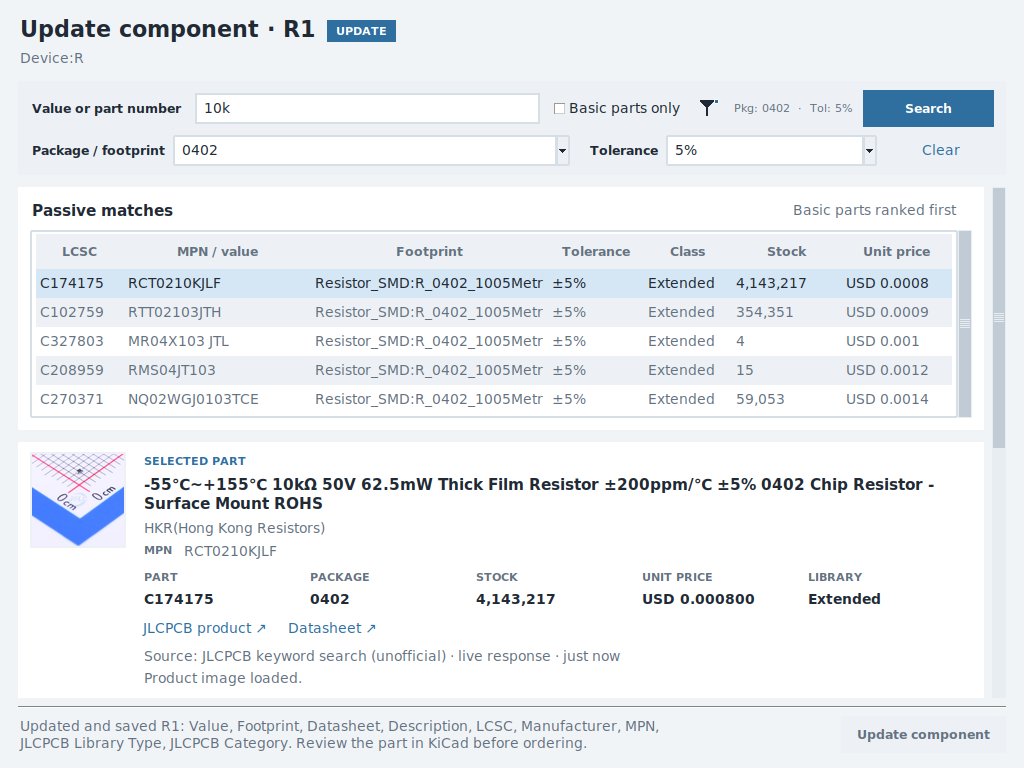 Update component · R1 UPDATE
Device:R
Value or part number 10k Basic parts only Pkg: 0402 · Tol: 5% Search
Package / footprint 0402 Tolerance 5% Clear
Passive matches Basic parts ranked first
LCSC MPN / value Footprint Tolerance Class Stock Unit price
C174175 RCT0210KJLF Resistor_SMD:R_0402_1005Metr ±5% Extended 4,143,217 USD 0.0008
C102759 RTT02103JTH Resistor_SMD:R_0402_1005Metr ±5% Extended 354,351 USD 0.0009
C327803 MR04X103 JTL Resistor_SMD:R_0402_1005Metr ±5% Extended 4 USD 0.001
C208959 RMS04JT103 Resistor_SMD:R_0402_1005Metr ±5% Extended 15 USD 0.0012
C270371 NQ02WGJ0103TCE Resistor_SMD:R_0402_1005Metr ±5% Extended 59,053 USD 0.0014
0cm 0cm
SELECTED PART
-55℃~+155℃ 10kΩ 50V 62.5mW Thick Film Resistor ±200ppm/℃ ±5% 0402 Chip Resistor -
Surface Mount ROHS
HKR(Hong Kong Resistors)
MPN RCT0210KJLF
PART PACKAGE STOCK UNIT PRICE LIBRARY
C174175 0402 4,143,217 USD 0.000800 Extended
JLCPCB product ↗ Datasheet ↗
Source: JLCPCB keyword search (unofficial) · live response · just now
Product image loaded.
Updated and saved R1: Value, Footprint, Datasheet, Description, LCSC, Manufacturer, MPN,
JLCPCB Library Type, JLCPCB Category. Review the part in KiCad before ordering.
Update component